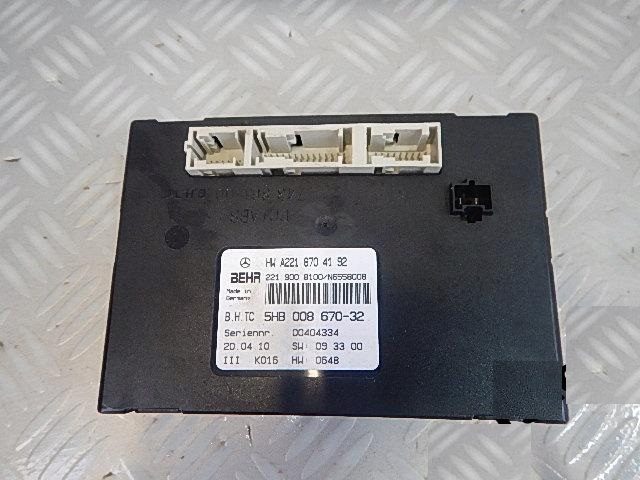 HW A221 870 41 92
BEHR 221 900 8100/N6558008
Made in
Germany
B.H.TC 5HB 008 670-32
Seriennr. 00404334
20.04.10 SW: 09 33 00
III K016 HW: 0648